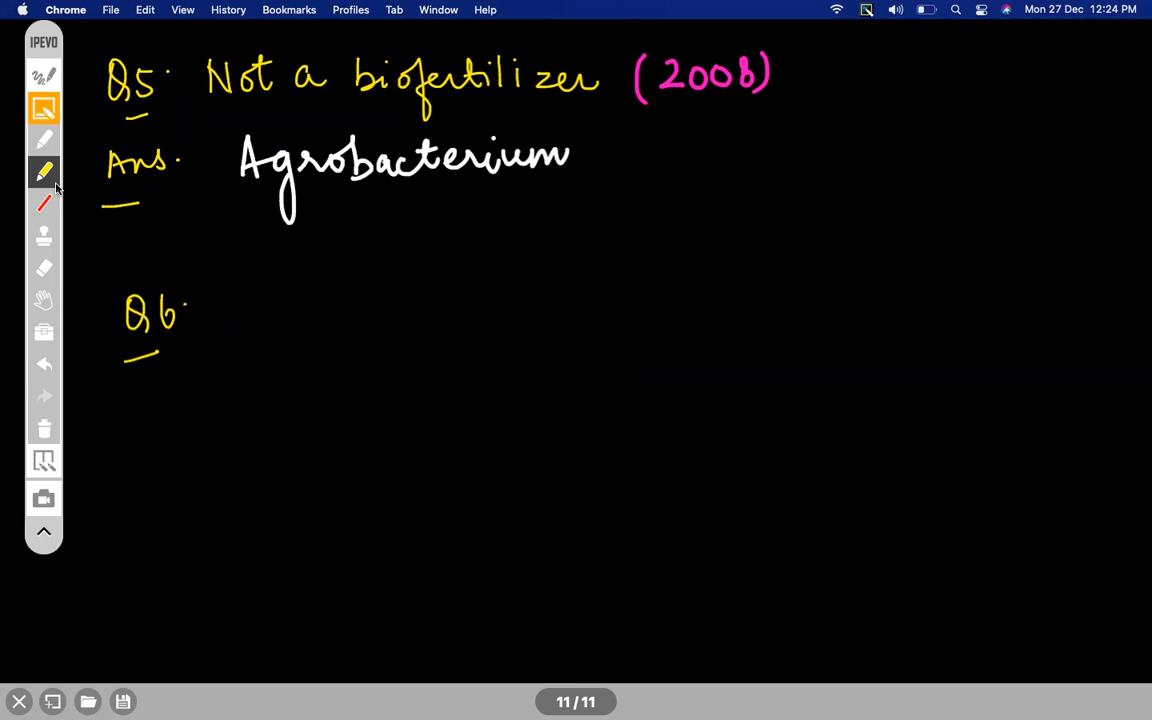 Chrome File Edit View History Bookmarks Profiles Tab Window Help Mon 27 Dec 12:24 PM
IPEVO
Q5. Not a biofertilizer (2008)
Ans. Agrobacterium
Q6.
11/11